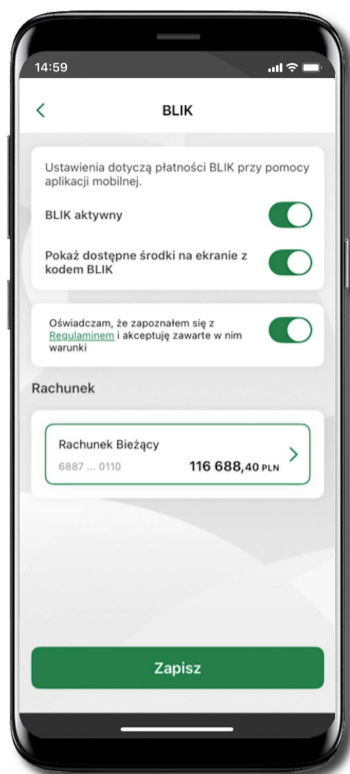 14:59
BLIK
Ustawienia dotyczą płatności BLIK przy pomocy
aplikacji mobilnej.
BLIK aktywny
Pokaż dostępne środki na ekranie z
kodem BLIK
Oświadczam, że zapoznałem się z
Regulaminem i akceptuję zawarte w nim
warunki
Rachunek
Rachunek Bieżący
6887 ... 0110 116 688,40 PLN
Zapisz